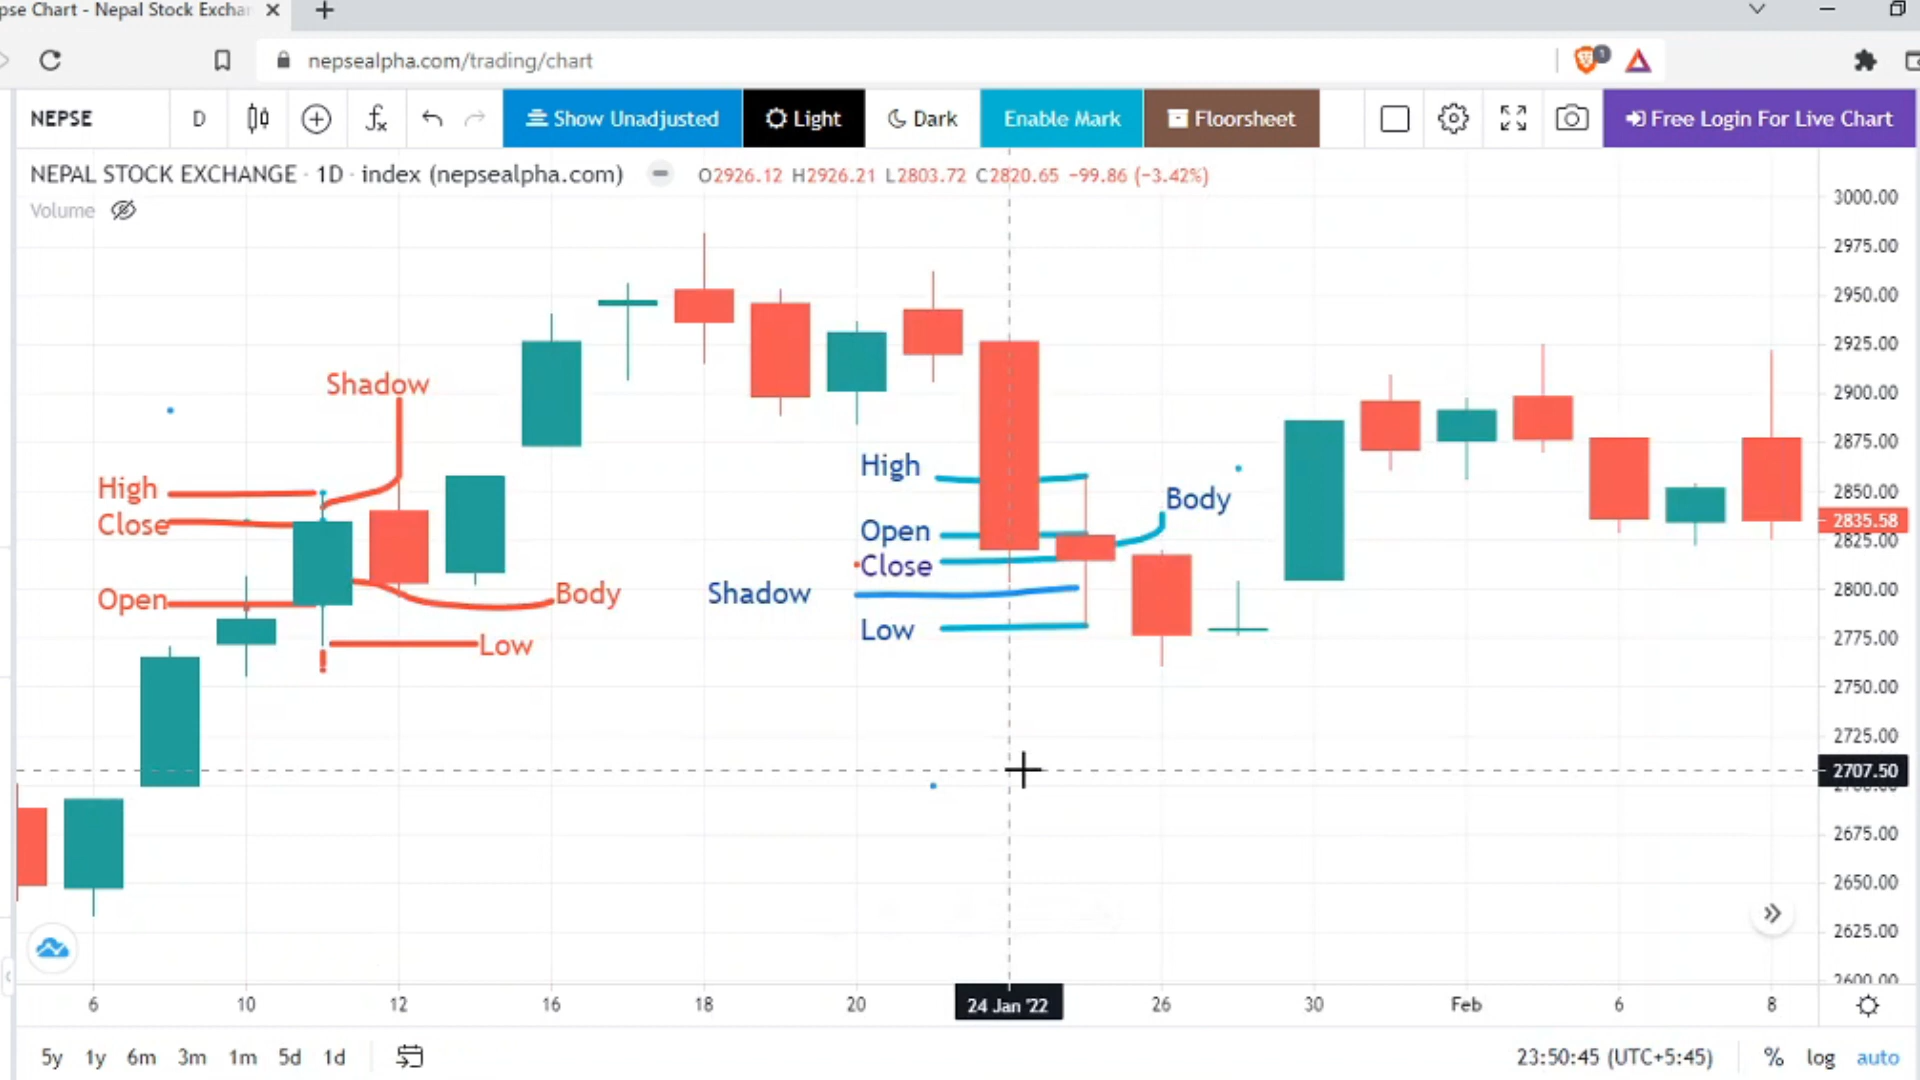 pse Chart - Nepal Stock Exchan
nepsealpha.com/trading/chart
1
NEPSE D Show Unadjusted Light Dark Enable Mark Floorsheet Free Login For Live Chart
NEPAL STOCK EXCHANGE · 1D · index (nepsealpha.com) O2926.12 H2926.21 L2803.72 C2820.65 −99.86 (−3.42%)
Volume
3000.00
2975.00
2950.00
2925.00
2900.00
2875.00
2850.00
2835.58
2825.00
2800.00
2775.00
2750.00
2725.00
2707.50
2675.00
2650.00
2625.00
2600.00
Shadow
High
Close
Open
Body
Low
High
Body
Open
Close
Shadow
Low
6 10 12 16 18 20 24 Jan '22 26 30 Feb 6 8
5y 1y 6m 3m 1m 5d 1d 23:50:45 (UTC+5:45) % log auto